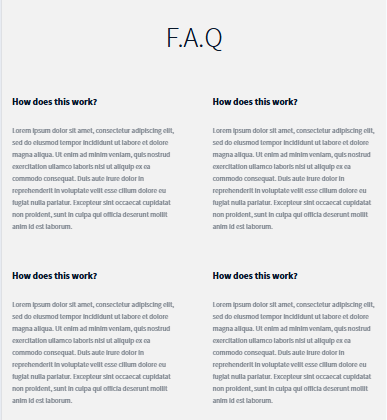 F.A.Q
How does this work?
Lorem ipsum dolor sit amet, consectetur adipiscing elit,
sed do eiusmod tempor incididunt ut labore et dolore
magna aliqua. Ut enim ad minim veniam, quis nostrud
exercitation ullamco laboris nisi ut aliquip ex ea
commodo consequat. Duis aute irure dolor in
reprehenderit in voluptate velit esse cillum dolore eu
fugiat nulla pariatur. Excepteur sint occaecat cupidatat
non proident, sunt in culpa qui officia deserunt mollit
anim id est laborum.
How does this work?
Lorem ipsum dolor sit amet, consectetur adipiscing elit,
sed do eiusmod tempor incididunt ut labore et dolore
magna aliqua. Ut enim ad minim veniam, quis nostrud
exercitation ullamco laboris nisi ut aliquip ex ea
commodo consequat. Duis aute irure dolor in
reprehenderit in voluptate velit esse cillum dolore eu
fugiat nulla pariatur. Excepteur sint occaecat cupidatat
non proident, sunt in culpa qui officia deserunt mollit
anim id est laborum.
How does this work?
Lorem ipsum dolor sit amet, consectetur adipiscing elit,
sed do eiusmod tempor incididunt ut labore et dolore
magna aliqua. Ut enim ad minim veniam, quis nostrud
exercitation ullamco laboris nisi ut aliquip ex ea
commodo consequat. Duis aute irure dolor in
reprehenderit in voluptate velit esse cillum dolore eu
fugiat nulla pariatur. Excepteur sint occaecat cupidatat
non proident, sunt in culpa qui officia deserunt mollit
anim id est laborum.
How does this work?
Lorem ipsum dolor sit amet, consectetur adipiscing elit,
sed do eiusmod tempor incididunt ut labore et dolore
magna aliqua. Ut enim ad minim veniam, quis nostrud
exercitation ullamco laboris nisi ut aliquip ex ea
commodo consequat. Duis aute irure dolor in
reprehenderit in voluptate velit esse cillum dolore eu
fugiat nulla pariatur. Excepteur sint occaecat cupidatat
non proident, sunt in culpa qui officia deserunt mollit
anim id est laborum.